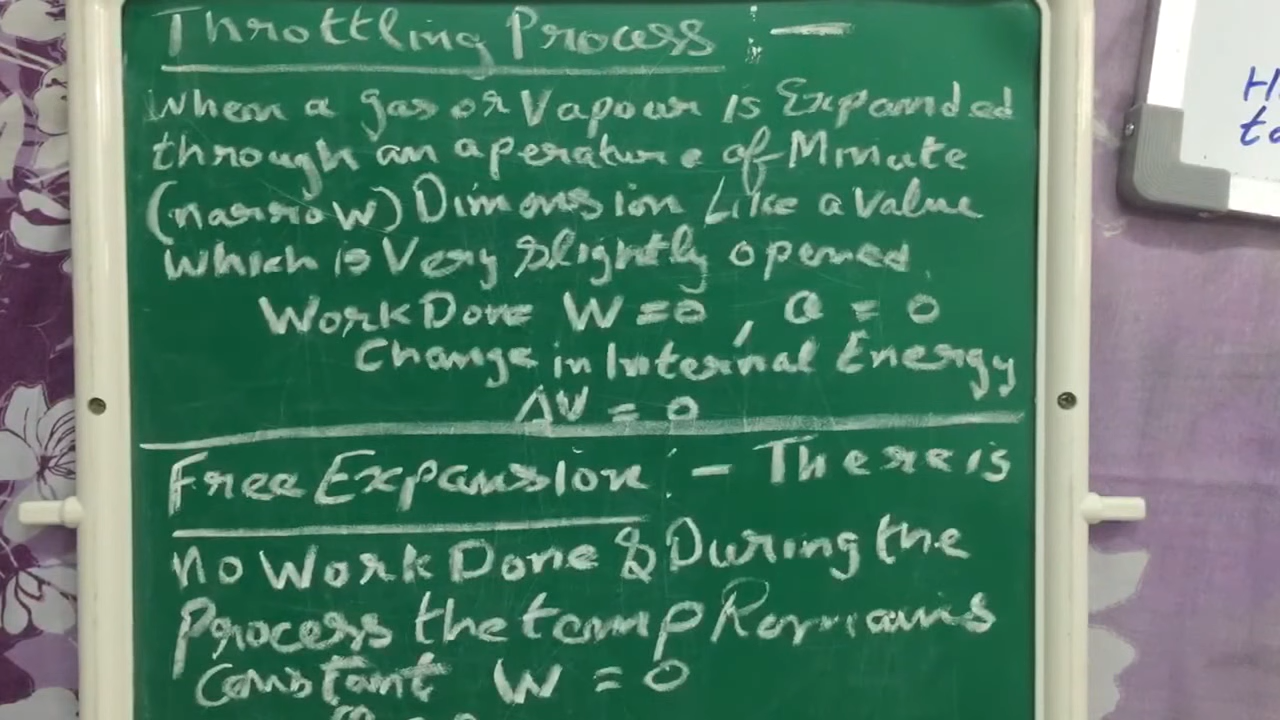 Throttling Process : —
When a gas or Vapour is Expanded
through an aperature of Minute
(narrow) Dimension Like a Value
which is Very slightly opened
Work Done W = 0, Q = 0
Change in Internal Energy
ΔU = 0
Free Expansion : - There is
no Work Done & During the
Process the temp Remains
Constant W = 0